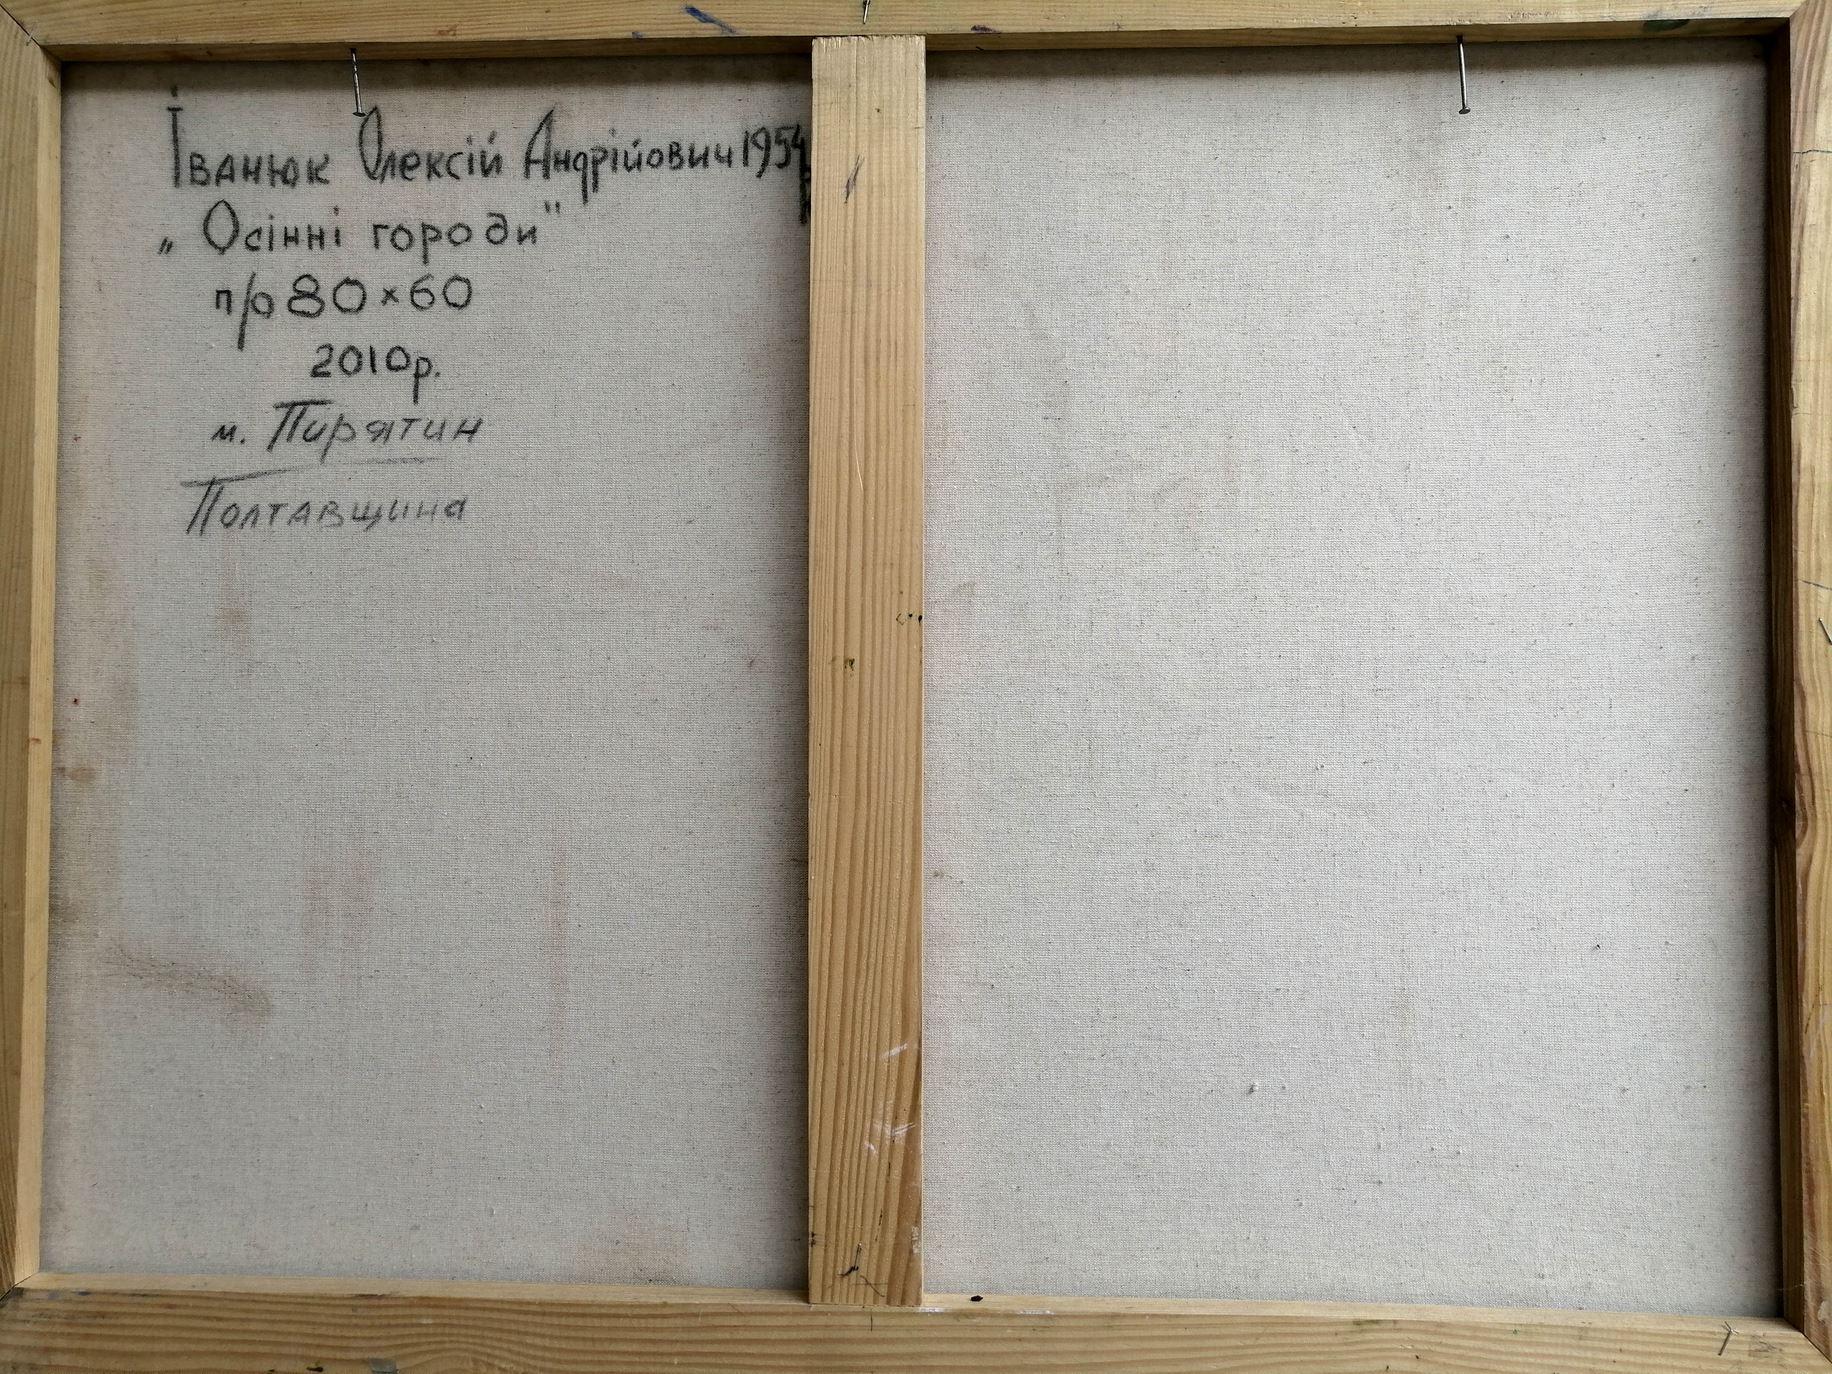 Іванюк Олексій Андрійович 1954
„Осінні городи"
п/о 80×60
2010р.
м. Пирятин
Полтавщина